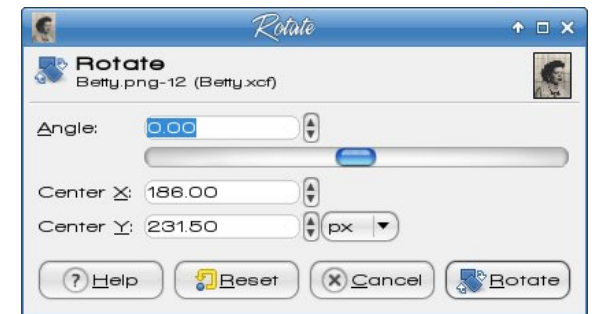 Rotate
Rotate
Betty.png-12 (Betty.xcf)
Angle: 0.00
Center X: 186.00
Center Y: 231.50 px
Help Reset Cancel Rotate